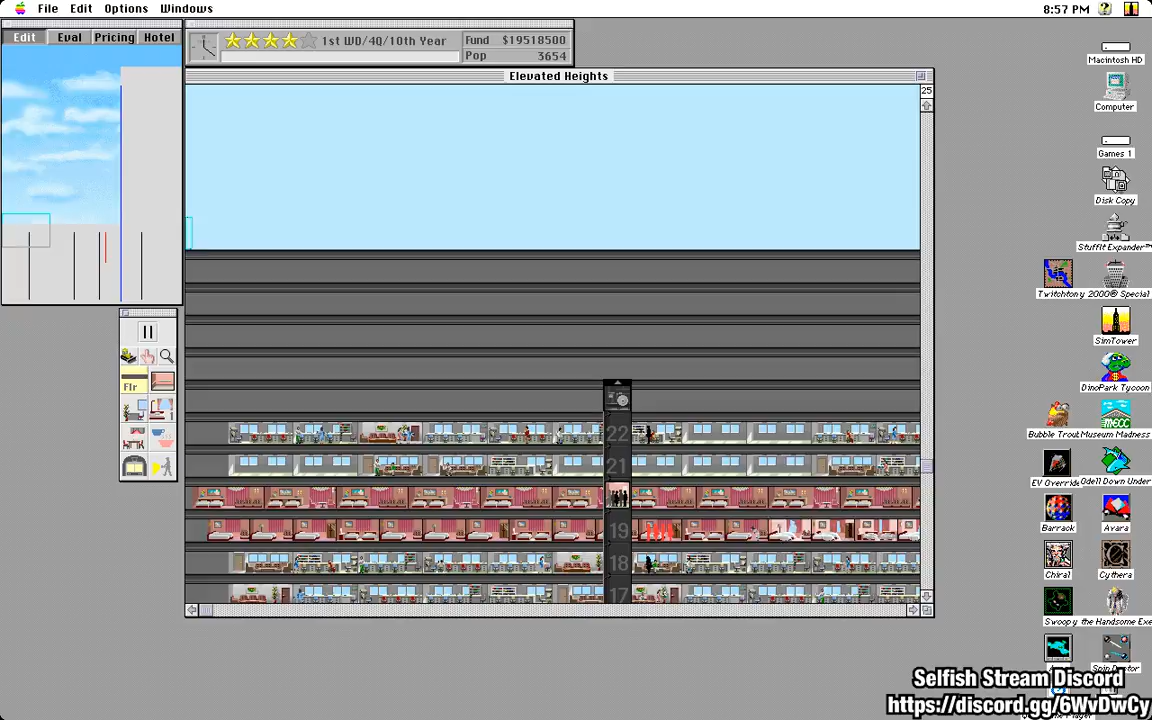 File Edit Options Windows
8:57 PM
Edit Eval Pricing Hotel
1st WD/4Q/10th Year
Fund $19518500
Pop 3654
Elevated Heights
25
Flr
22
21
19
18
17
Macintosh HD
Computer
Games 1
Disk Copy
StuffIt Expander™
Twitchtony 2000® Special
SimTower
DinoPark Tycoon
Bubble Trou
Museum Madness
EV Override
Odell Down Under
Barrack
Avara
Chiral
Cythera
Swoopy the Handsome Exe
Spin Doctor
Selfish Stream Discord
https://discord.gg/6WvDwCy